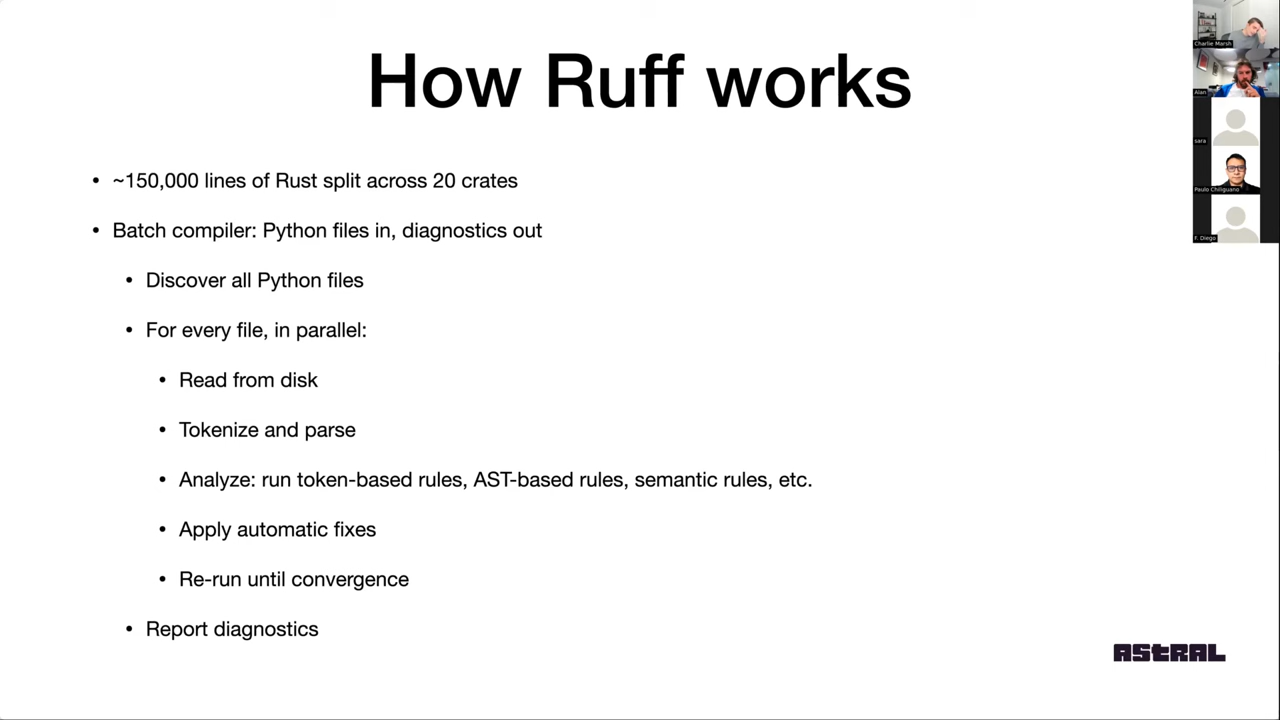 How Ruff works
• ~150,000 lines of Rust split across 20 crates
• Batch compiler: Python files in, diagnostics out
• Discover all Python files
• For every file, in parallel:
• Read from disk
• Tokenize and parse
• Analyze: run token-based rules, AST-based rules, semantic rules, etc.
• Apply automatic fixes
• Re-run until convergence
• Report diagnostics
ASTRAL
Charlie Marsh
Alan
sara
Paulo Chiliguano
F. Diego